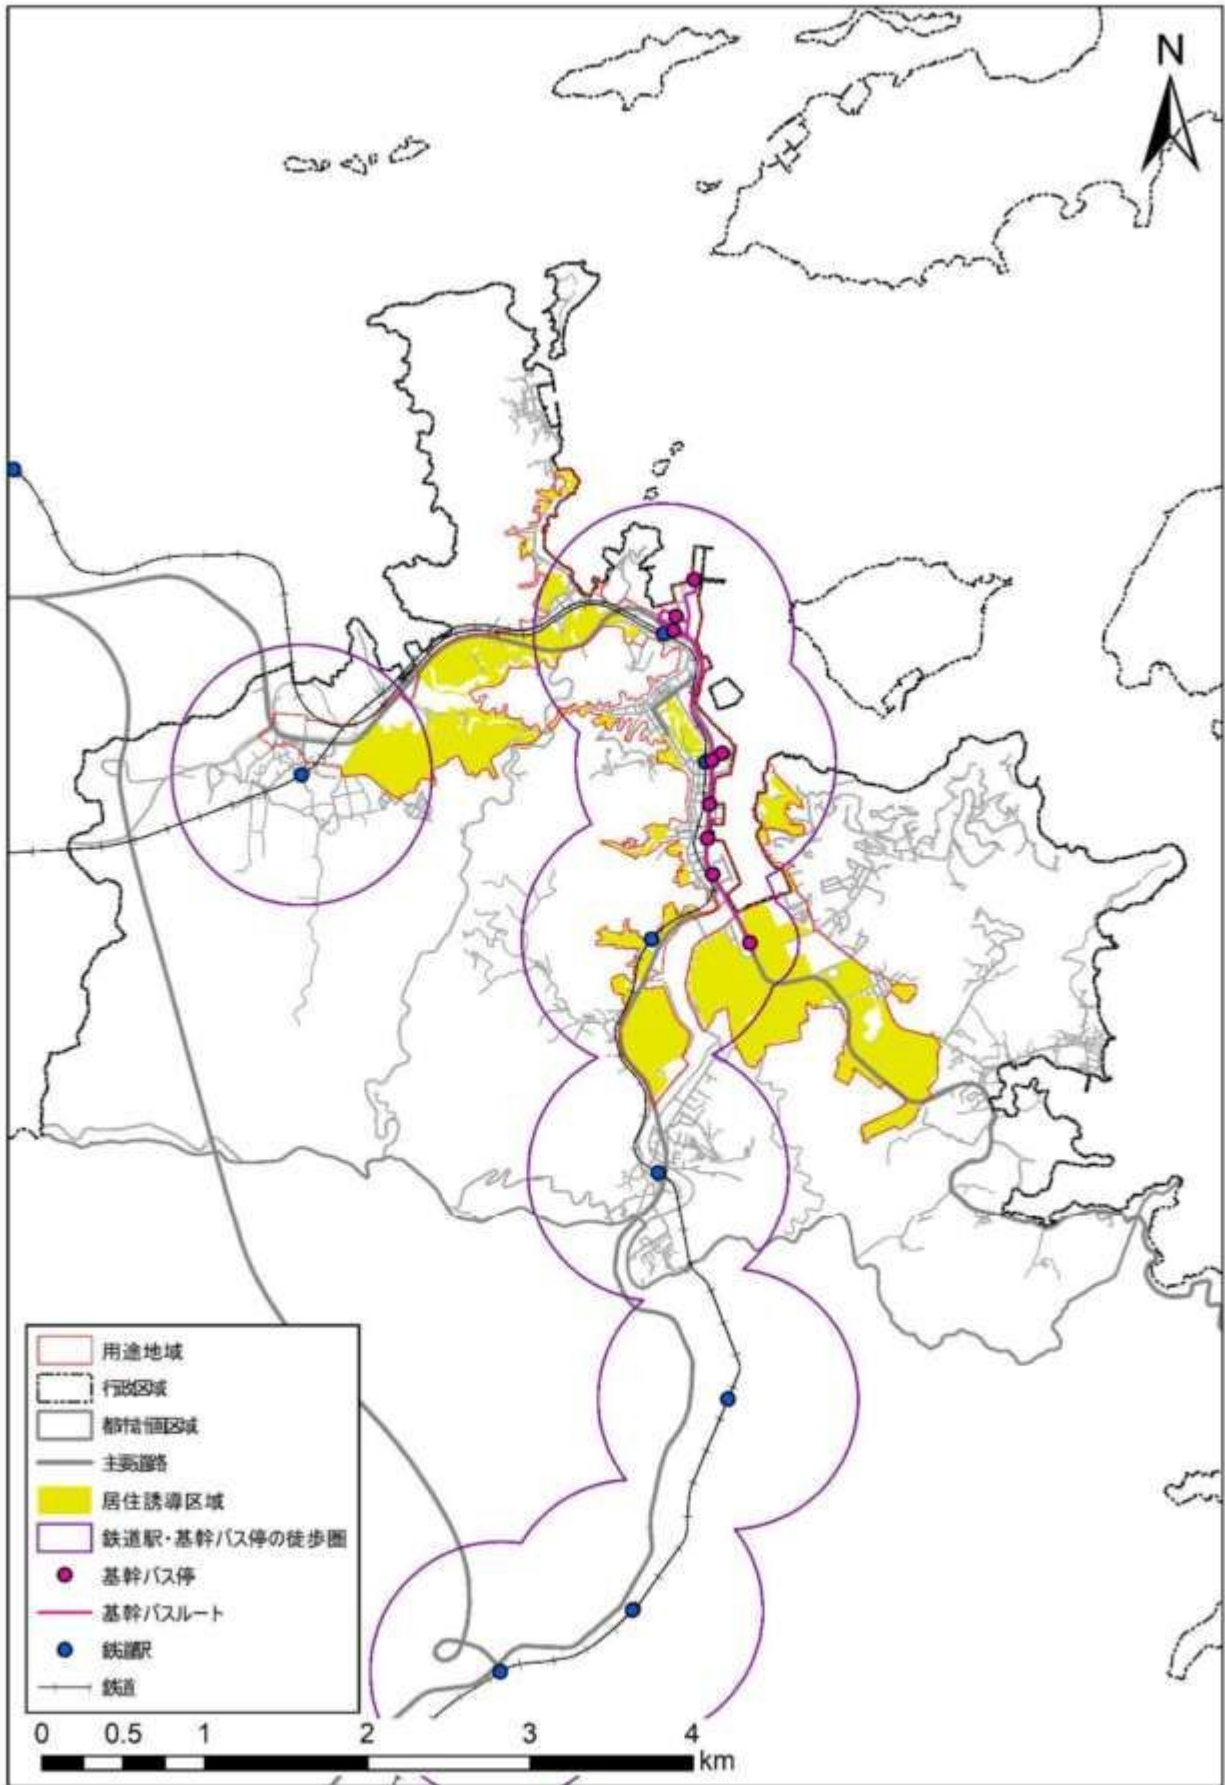 N
用途地域
行政区域
都市計画区域
主要道路
居住誘導区域
鉄道駅・基幹バス停の徒歩圏
基幹バス停
基幹バスルート
鉄道駅
鉄道
0 0.5 1 2 3 4 km